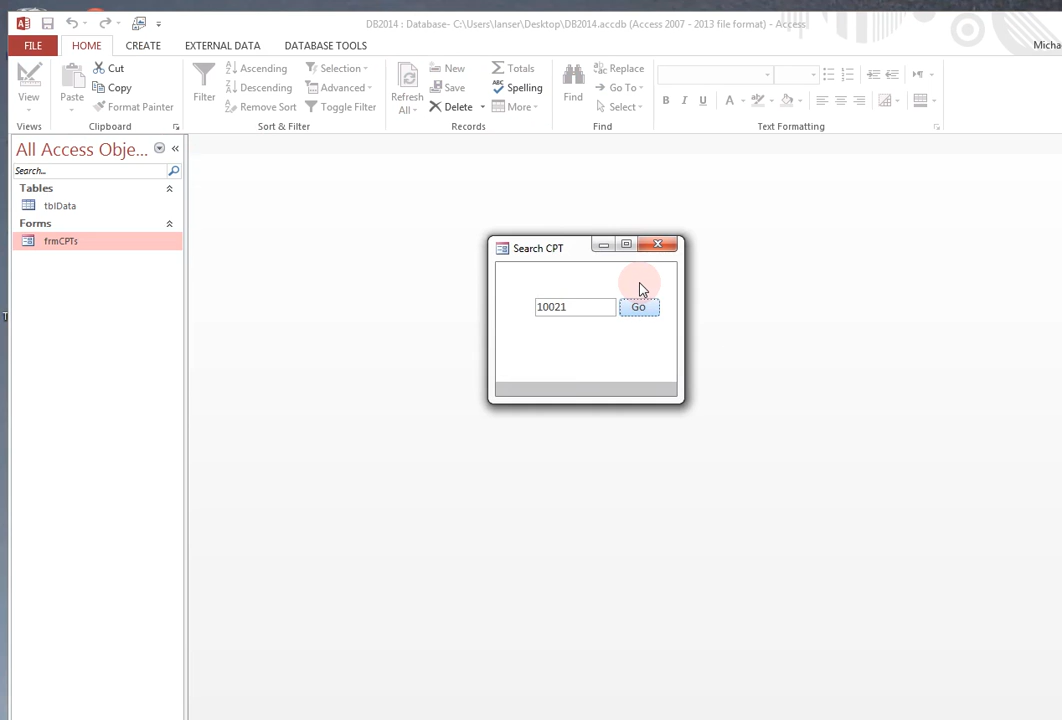 DB2014 : Database- C:\Users\lanser\Desktop\DB2014.accdb (Access 2007 - 2013 file format) - Access
FILE HOME CREATE EXTERNAL DATA DATABASE TOOLS
Micha
View Paste Cut Filter Ascending Selection Refresh All New Totals Find Replace
Copy Descending Advanced Save Spelling Go To
Format Painter Remove Sort Toggle Filter Delete More Select
B I U A
Views Clipboard Sort & Filter Records Find Text Formatting
All Access Obje... «
Search...
Tables
tblData
Forms
frmCPTs
Search CPT
10021 Go